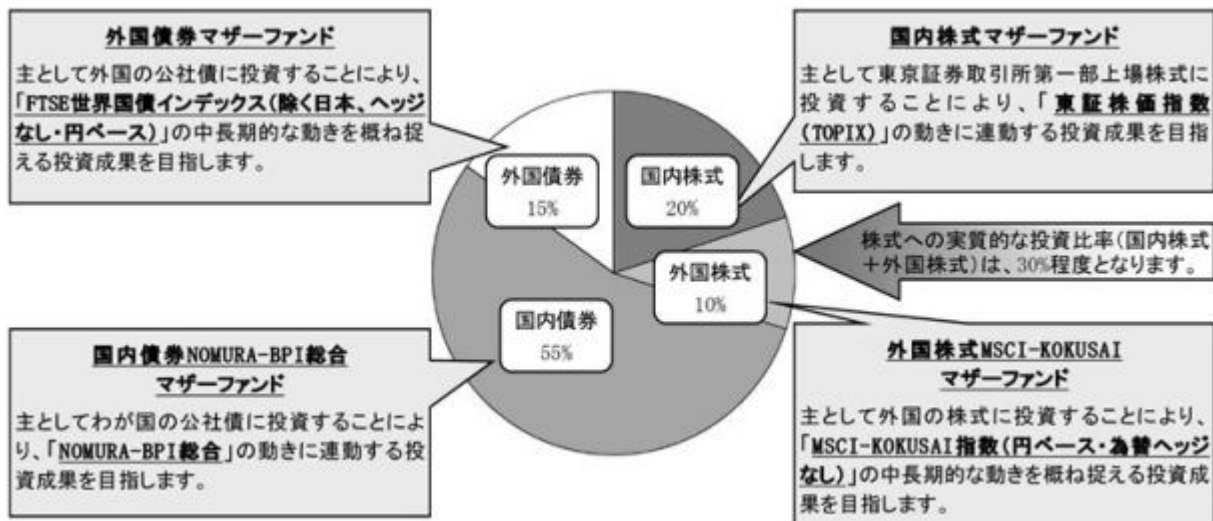 外国債券マザーファンド
主として外国の公社債に投資することにより、
「FTSE世界国債インデックス(除く日本、ヘッジ
なし・円ベース)」の中長期的な動きを概ね捉
える投資成果を目指します。
国内株式マザーファンド
主として東京証券取引所第一部上場株式に
投資することにより、「東証株価指数
(TOPIX)」の動きに連動する投資成果を目指
します。
外国債券
15%
国内株式
20%
株式への実質的な投資比率(国内株式
+外国株式)は、30%程度となります。
外国株式
10%
国内債券
55%
国内債券NOMURA-BPI総合
マザーファンド
主としてわが国の公社債に投資することによ
り、「NOMURA-BPI総合」の動きに連動する投
資成果を目指します。
外国株式MSCI-KOKUSAI
マザーファンド
主として外国の株式に投資することにより、
「MSCI-KOKUSAI指数(円ベース・為替ヘッジ
なし)」の中長期的な動きを概ね捉える投資成
果を目指します。